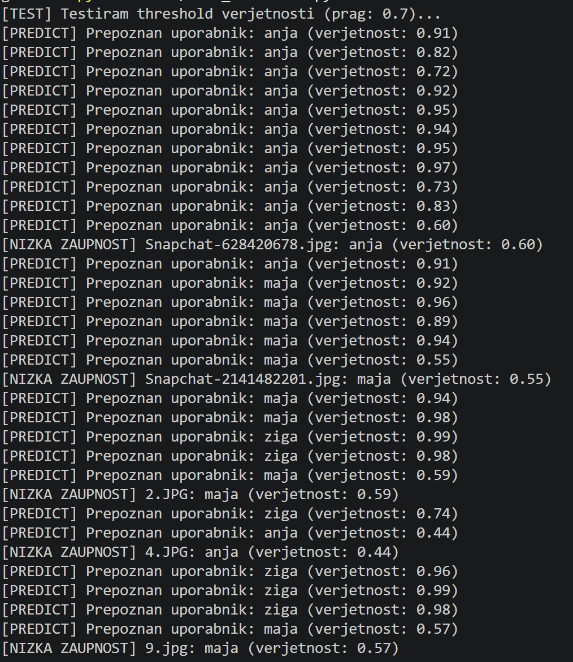 [TEST] Testiram threshold verjetnosti (prag: 0.7)...
[PREDICT] Prepoznan uporabnik: anja (verjetnost: 0.91)
[PREDICT] Prepoznan uporabnik: anja (verjetnost: 0.82)
[PREDICT] Prepoznan uporabnik: anja (verjetnost: 0.72)
[PREDICT] Prepoznan uporabnik: anja (verjetnost: 0.92)
[PREDICT] Prepoznan uporabnik: anja (verjetnost: 0.95)
[PREDICT] Prepoznan uporabnik: anja (verjetnost: 0.94)
[PREDICT] Prepoznan uporabnik: anja (verjetnost: 0.95)
[PREDICT] Prepoznan uporabnik: anja (verjetnost: 0.97)
[PREDICT] Prepoznan uporabnik: anja (verjetnost: 0.73)
[PREDICT] Prepoznan uporabnik: anja (verjetnost: 0.83)
[PREDICT] Prepoznan uporabnik: anja (verjetnost: 0.60)
[NIZKA ZAUPNOST] Snapchat-628420678.jpg: anja (verjetnost: 0.60)
[PREDICT] Prepoznan uporabnik: anja (verjetnost: 0.91)
[PREDICT] Prepoznan uporabnik: maja (verjetnost: 0.92)
[PREDICT] Prepoznan uporabnik: maja (verjetnost: 0.96)
[PREDICT] Prepoznan uporabnik: maja (verjetnost: 0.89)
[PREDICT] Prepoznan uporabnik: maja (verjetnost: 0.94)
[PREDICT] Prepoznan uporabnik: maja (verjetnost: 0.55)
[NIZKA ZAUPNOST] Snapchat-2141482201.jpg: maja (verjetnost: 0.55)
[PREDICT] Prepoznan uporabnik: maja (verjetnost: 0.94)
[PREDICT] Prepoznan uporabnik: maja (verjetnost: 0.98)
[PREDICT] Prepoznan uporabnik: ziga (verjetnost: 0.99)
[PREDICT] Prepoznan uporabnik: ziga (verjetnost: 0.98)
[PREDICT] Prepoznan uporabnik: maja (verjetnost: 0.59)
[NIZKA ZAUPNOST] 2.JPG: maja (verjetnost: 0.59)
[PREDICT] Prepoznan uporabnik: ziga (verjetnost: 0.74)
[PREDICT] Prepoznan uporabnik: anja (verjetnost: 0.44)
[NIZKA ZAUPNOST] 4.JPG: anja (verjetnost: 0.44)
[PREDICT] Prepoznan uporabnik: ziga (verjetnost: 0.96)
[PREDICT] Prepoznan uporabnik: ziga (verjetnost: 0.99)
[PREDICT] Prepoznan uporabnik: ziga (verjetnost: 0.98)
[PREDICT] Prepoznan uporabnik: maja (verjetnost: 0.57)
[NIZKA ZAUPNOST] 9.jpg: maja (verjetnost: 0.57)